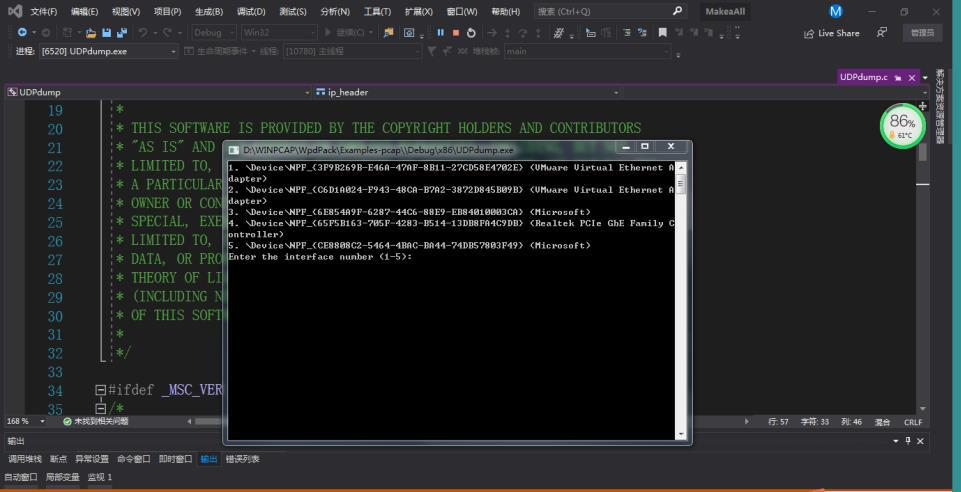 文件(F) 编辑(E) 视图(V) 项目(P) 生成(B) 调试(D) 测试(S) 分析(N) 工具(T) 扩展(X) 窗口(W) 帮助(H) 搜索 (Ctrl+Q) MakeaAll M
Debug Win32 继续(C) Live Share 管理员
进程: [6520] UDPdump.exe 生命周期事件 线程: [10780] 主线程 堆栈帧: main
UDPdump.c
UDPdump ip_header
解决方案资源管理器
86%
61°C
19 *
20 * THIS SOFTWARE IS PROVIDED BY THE COPYRIGHT HOLDERS AND CONTRIBUTORS
21 * "AS IS" AND
22 * LIMITED TO,
23 * A PARTICULAR
24 * OWNER OR CON
25 * SPECIAL, EXE
26 * LIMITED TO,
27 * DATA, OR PRO
28 * THEORY OF LI
29 * (INCLUDING N
30 * OF THIS SOFT
31 *
32 */
33
34 #ifdef _MSC_VER
35 /*
D:\WINPCAP\WpdPack\Examples-pcap\\Debug\x86\UDPdump.exe
1. \Device\NPF_{3F9B269B-E46A-47AF-8B11-27CD58E4702E} (VMware Virtual Ethernet A
dapter)
2. \Device\NPF_{C6D1A024-F943-48CA-B7A2-3872D845B09B} (VMware Virtual Ethernet A
dapter)
3. \Device\NPF_{6E854A9F-6287-44C6-88E9-EB84010003CA} (Microsoft)
4. \Device\NPF_{65F5B163-705F-4283-B514-13DB8FA4C9DB} (Realtek PCIe GbE Family C
ontroller)
5. \Device\NPF_{CE8808C2-5464-4BAC-BA44-74DB57803F49} (Microsoft)
Enter the interface number (1-5):
168 % 未找到相关问题 行: 57 字符: 33 列: 46 混合 CRLF
输出
调用堆栈 断点 异常设置 命令窗口 即时窗口 输出 错误列表
自动窗口 局部变量 监视 1